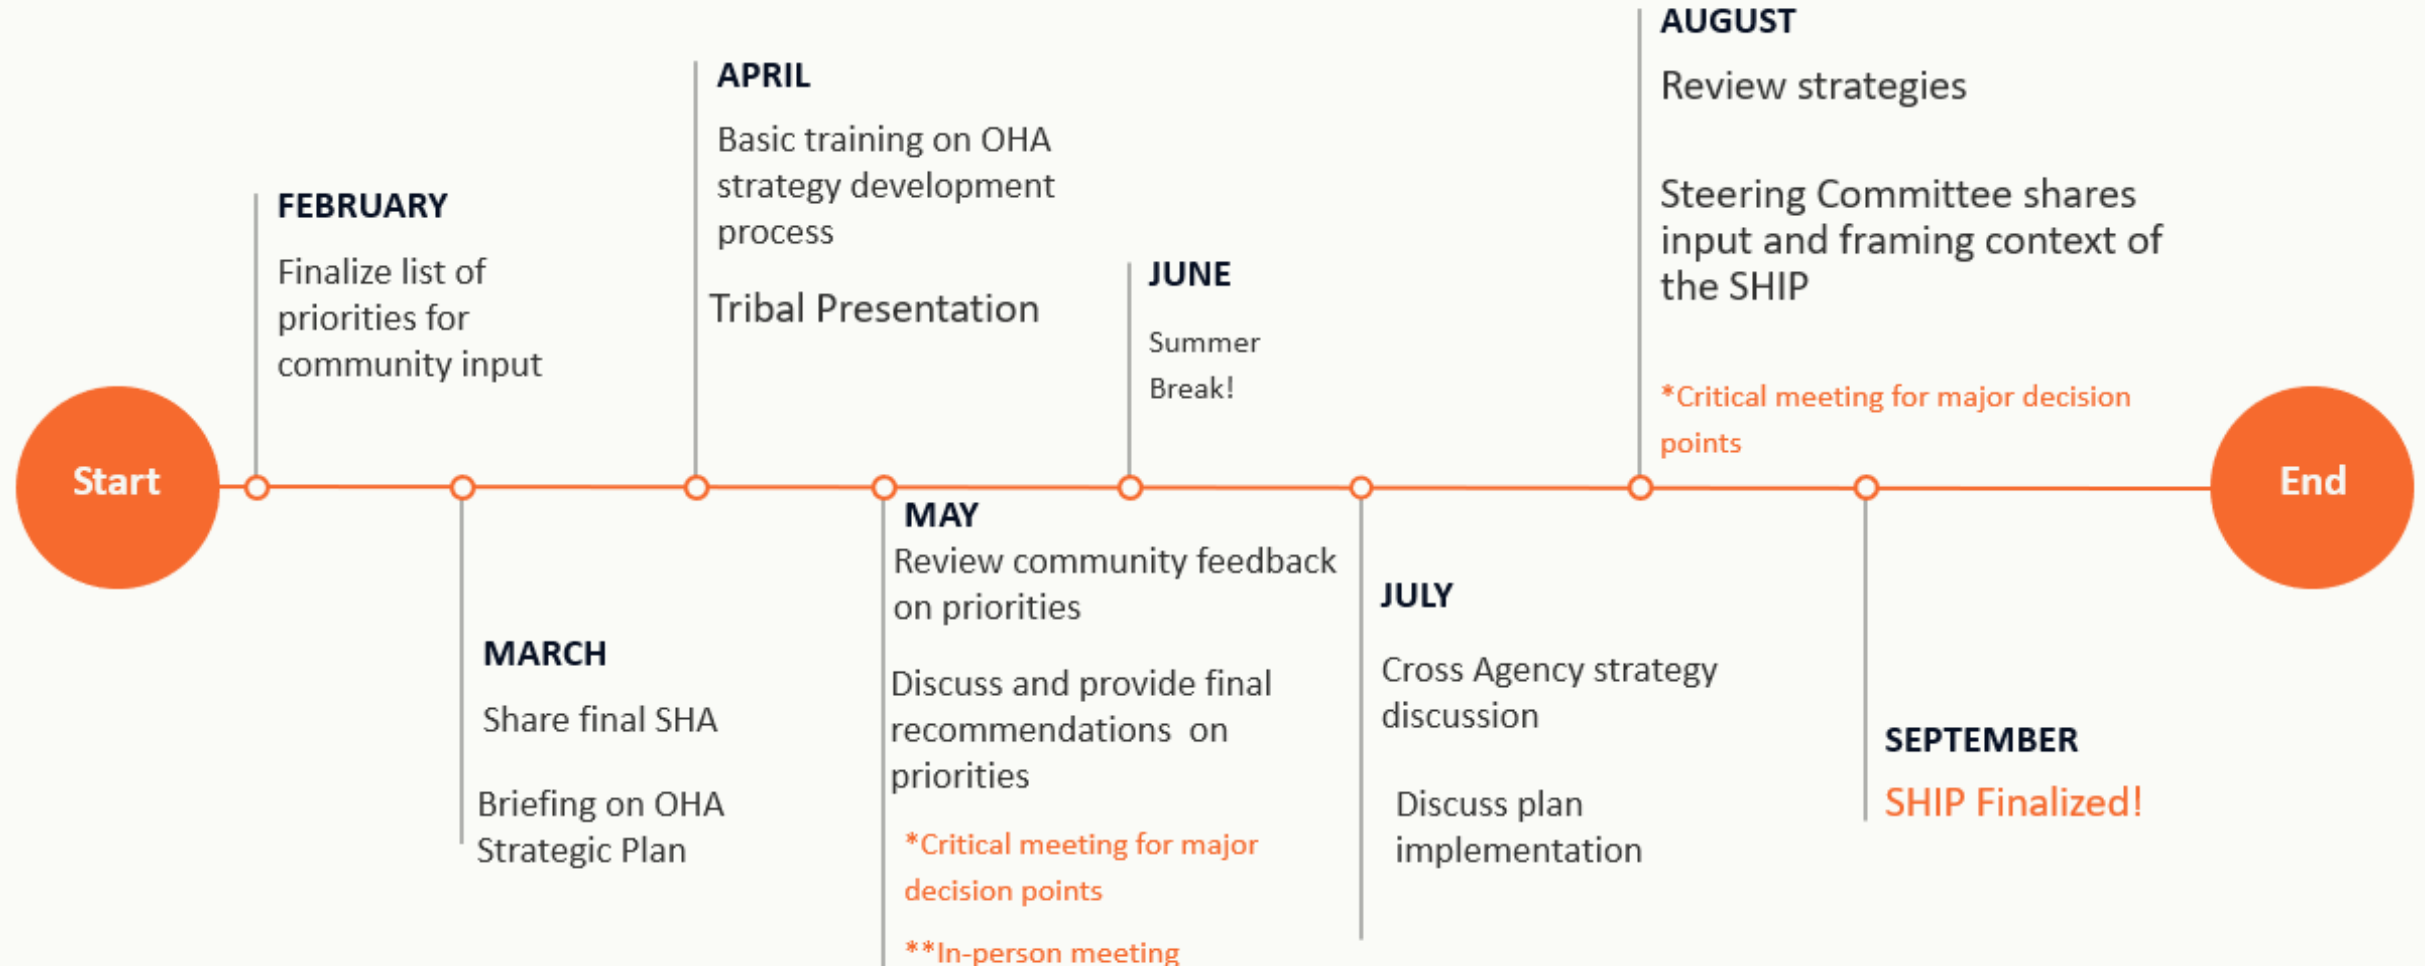 Start
FEBRUARY
Finalize list of
priorities for
community input
MARCH
Share final SHA
Briefing on OHA
Strategic Plan
APRIL
Basic training on OHA
strategy development
process
Tribal Presentation
MAY
Review community feedback
on priorities
Discuss and provide final
recommendations on
priorities
*Critical meeting for major
decision points
**In-person meeting
JUNE
Summer
Break!
JULY
Cross Agency strategy
discussion
Discuss plan
implementation
AUGUST
Review strategies
Steering Committee shares
input and framing context of
the SHIP
*Critical meeting for major decision
points
SEPTEMBER
SHIP Finalized!
End